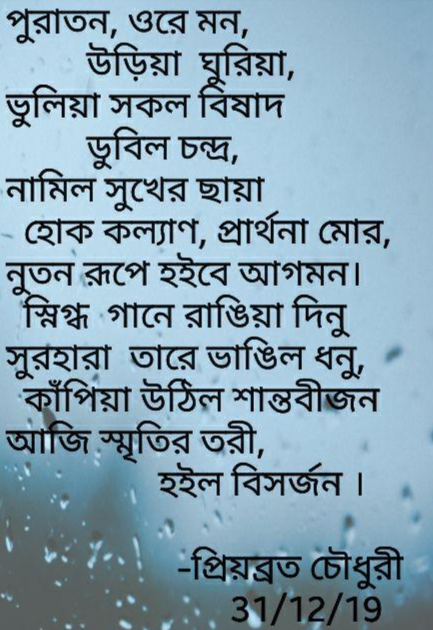 পুরাতন, ওরে মন,
উড়িয়া ঘুরিয়া,
ভুলিয়া সকল বিষাদ
ডুবিল চন্দ্র,
নামিল সুখের ছায়া
হোক কল্যাণ, প্রার্থনা মোর,
নুতন রূপে হইবে আগমন।
স্নিগ্ধ গানে রাঙিয়া দিনু
সুরহারা তারে ভাঙিল ধনু,
কাঁপিয়া উঠিল শান্তবীজন
আজি স্মৃতির তরী,
হইল বিসর্জন ।
-প্রিয়ব্রত চৌধুরী
31/12/19